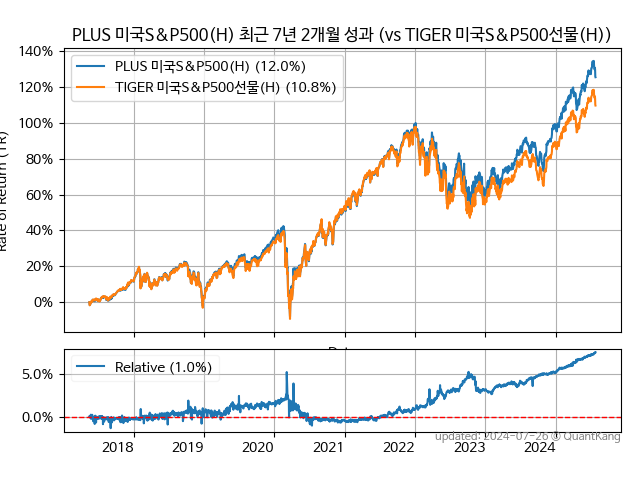 PLUS 미국S&P500(H) 최근 7년 2개월 성과 (vs TIGER 미국S&P500선물(H))
140%
120%
100%
80%
60%
40%
20%
0%
Rate of Return (TR)
PLUS 미국S&P500(H) (12.0%)
TIGER 미국S&P500선물(H) (10.8%)
5.0%
0.0%
Relative (1.0%)
2018 2019 2020 2021 2022 2023 2024
updated: 2024-07-26 © QuantKang